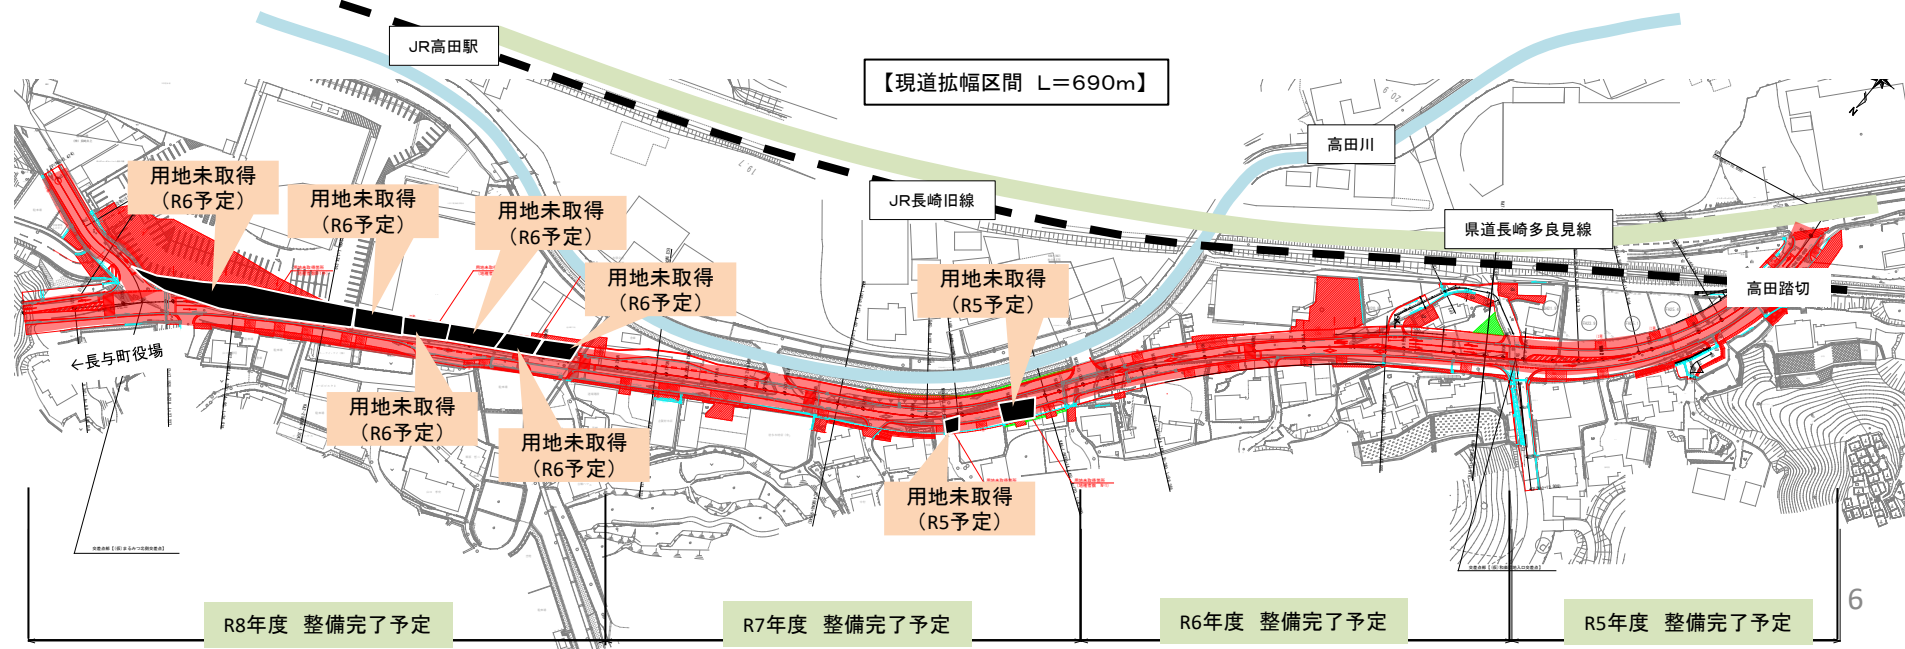 JR高田駅
【現道拡幅区間 L=690m】
高田川
JR長崎旧線
県道長崎多良見線
高田踏切
用地未取得
(R6予定)
用地未取得
(R6予定)
用地未取得
(R6予定)
用地未取得
(R6予定)
用地未取得
(R5予定)
←長与町役場
用地未取得
(R6予定)
用地未取得
(R6予定)
用地未取得
(R5予定)
19.7
20.9
R8年度 整備完了予定
R7年度 整備完了予定
R6年度 整備完了予定
R5年度 整備完了予定
6